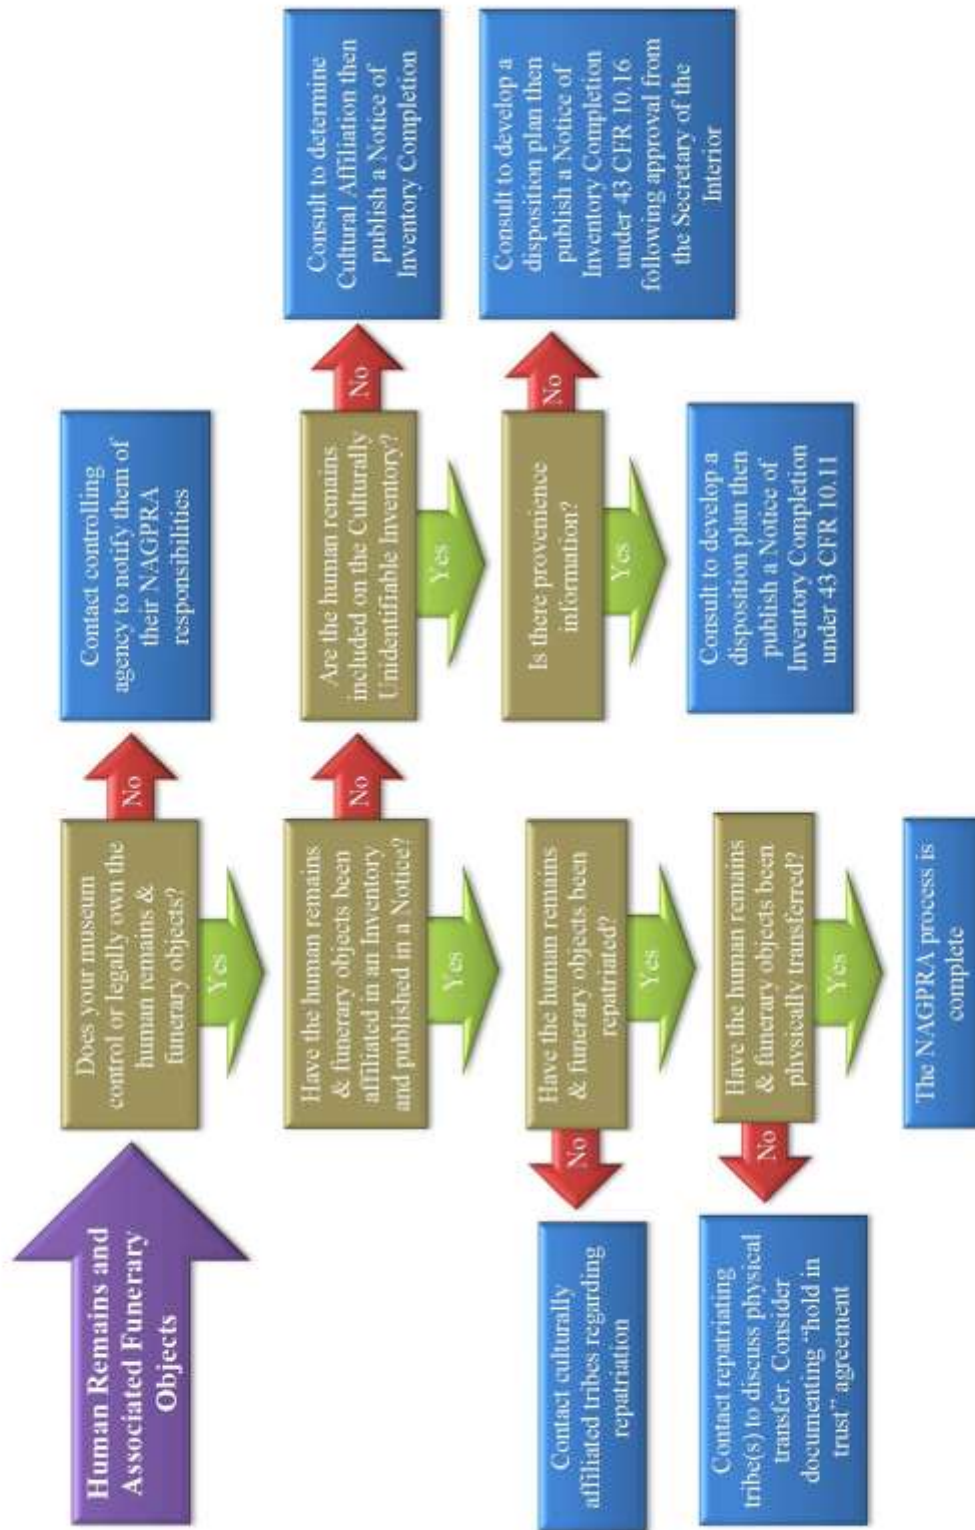 Human Remains and
Associated Funerary
Objects
Does your museum
control or legally own the
human remains &
funerary objects?
No
Contact controlling
agency to notify them of
their NAGPRA
responsibilities
Yes
Have the human remains
& funerary objects been
affiliated in an Inventory
and published in a Notice?
No
Are the human remains
included on the Culturally
Unidentifiable Inventory?
No
Consult to determine
Cultural Affiliation then
publish a Notice of
Inventory Completion
Yes
Yes
Contact culturally
affiliated tribes regarding
repatriation
No
Have the human remains
& funerary objects been
repatriated?
Is there provenience
information?
No
Consult to develop a
disposition plan then
publish a Notice of
Inventory Completion
under 43 CFR 10.16
following approval from
the Secretary of the
Interior
Yes
Yes
Contact repatriating
tribe(s) to discuss physical
transfer. Consider
documenting “hold in
trust” agreement
No
Have the human remains
& funerary objects been
physically transferred?
Consult to develop a
disposition plan then
publish a Notice of
Inventory Completion
under 43 CFR 10.11
Yes
The NAGPRA process is
complete